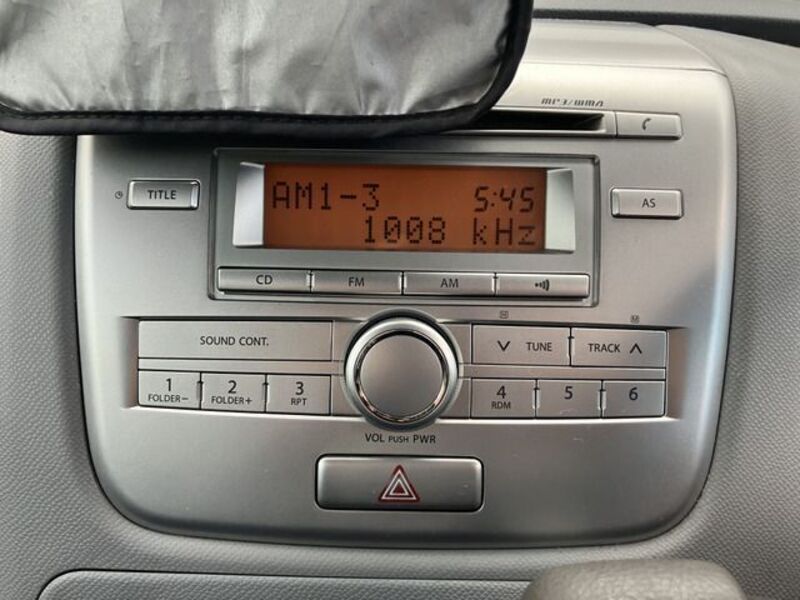 MP3/WMA
TITLE
AM1-3 5:45
1008 kHz
AS
CD FM AM
SOUND CONT.
H
M
TUNE TRACK
1 2 3 4 5 6
FOLDER- FOLDER+ RPT RDM
VOL PUSH PWR